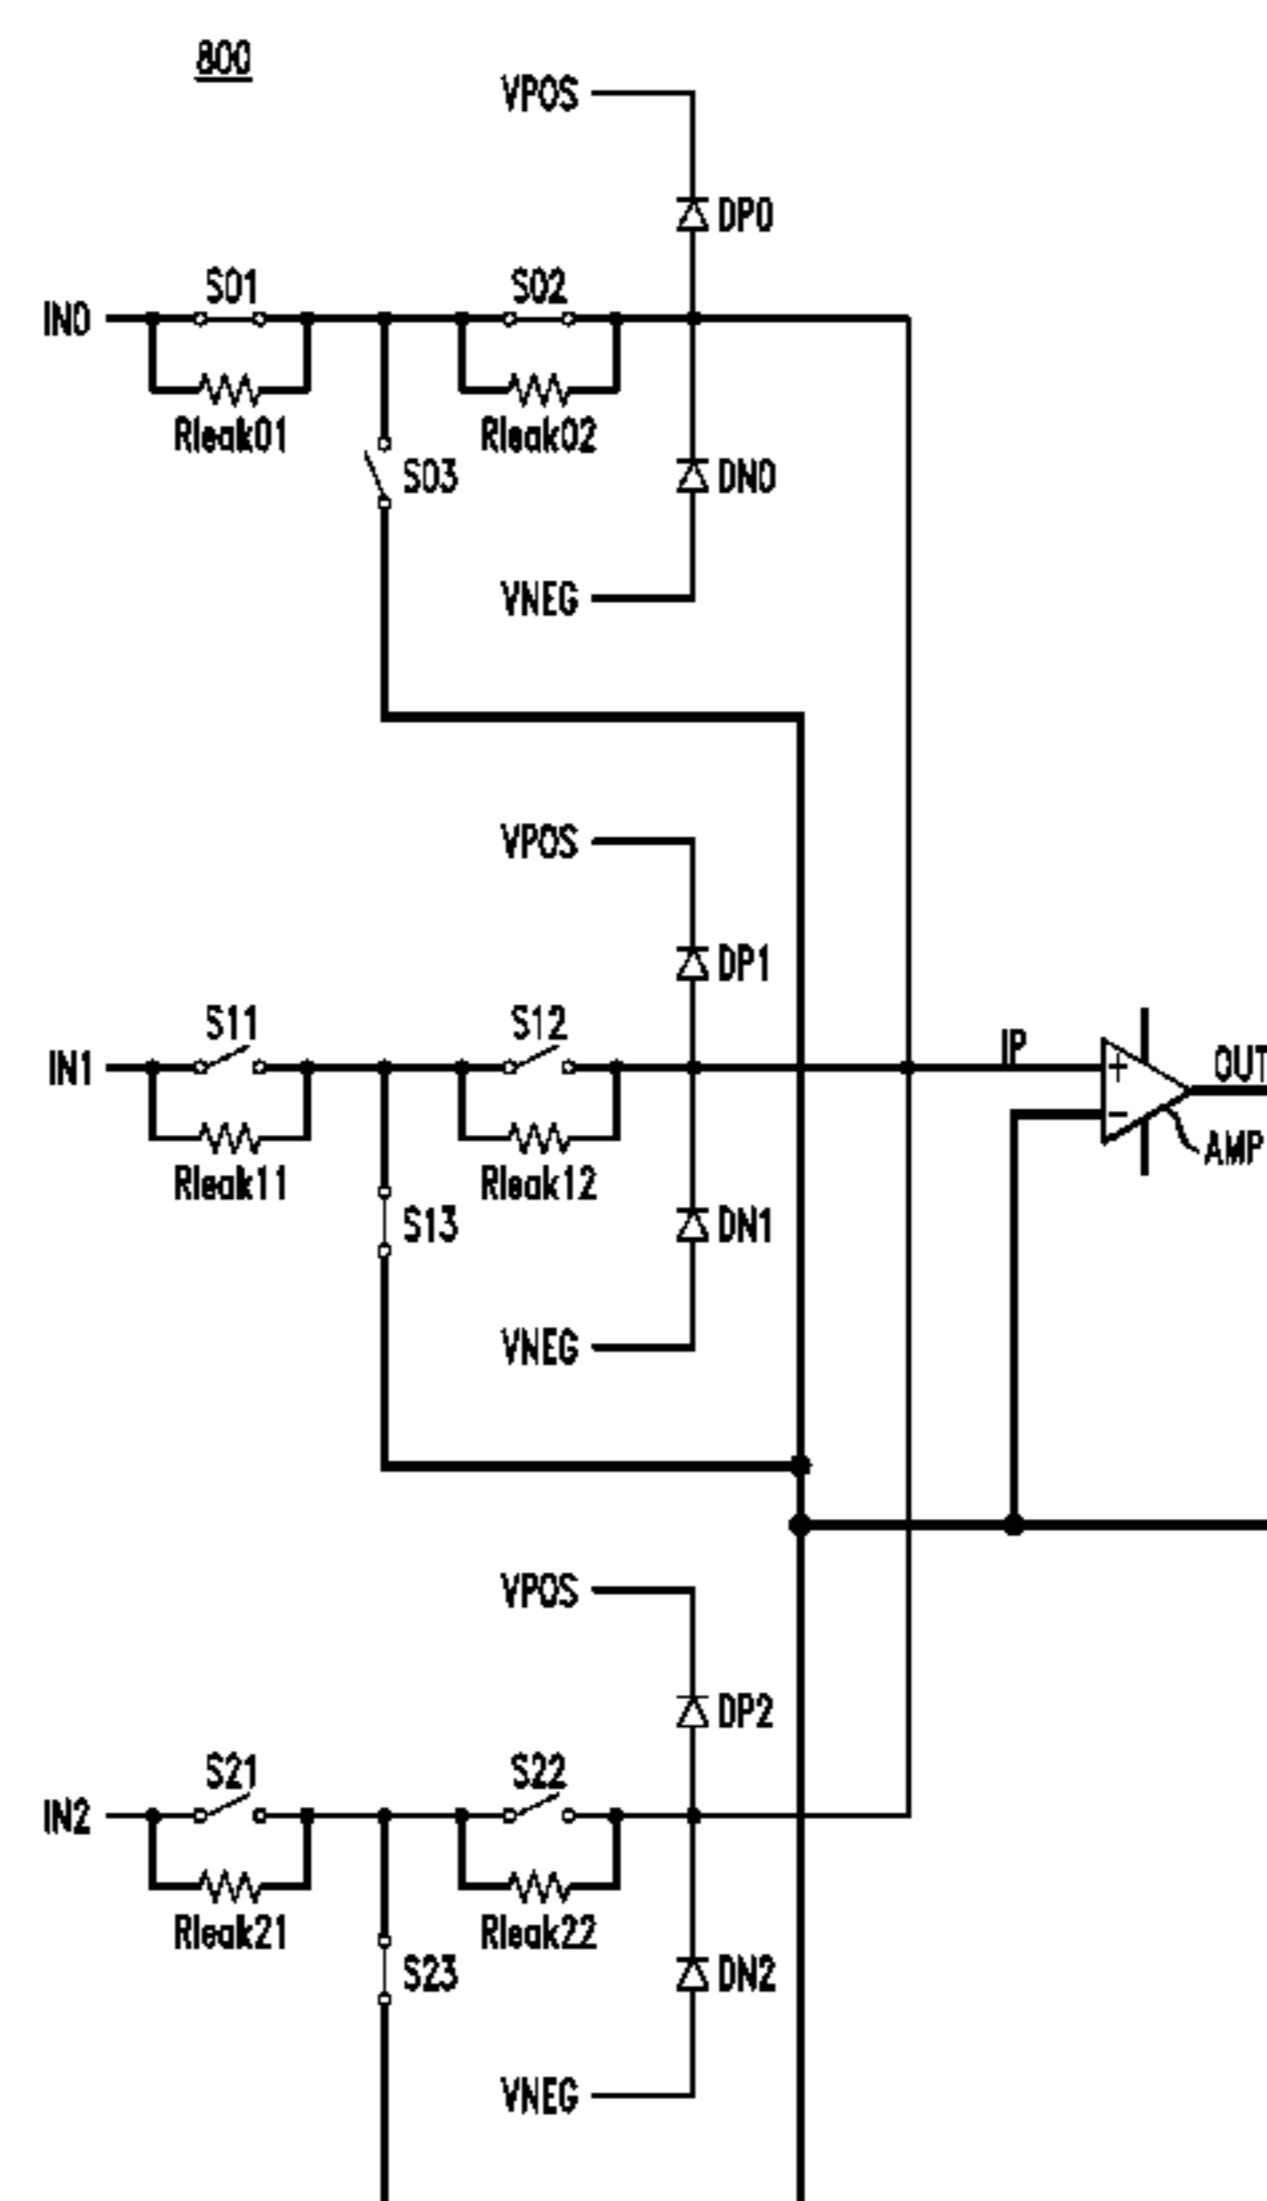 800
VPOS
DP0
IN0
S01
S02
Rleak01
Rleak02
S03
DN0
VNEG
VPOS
DP1
IN1
S11
S12
IP
+
OUT
−
AMP
Rleak11
Rleak12
S13
DN1
VNEG
VPOS
DP2
IN2
S21
S22
Rleak21
Rleak22
S23
DN2
VNEG